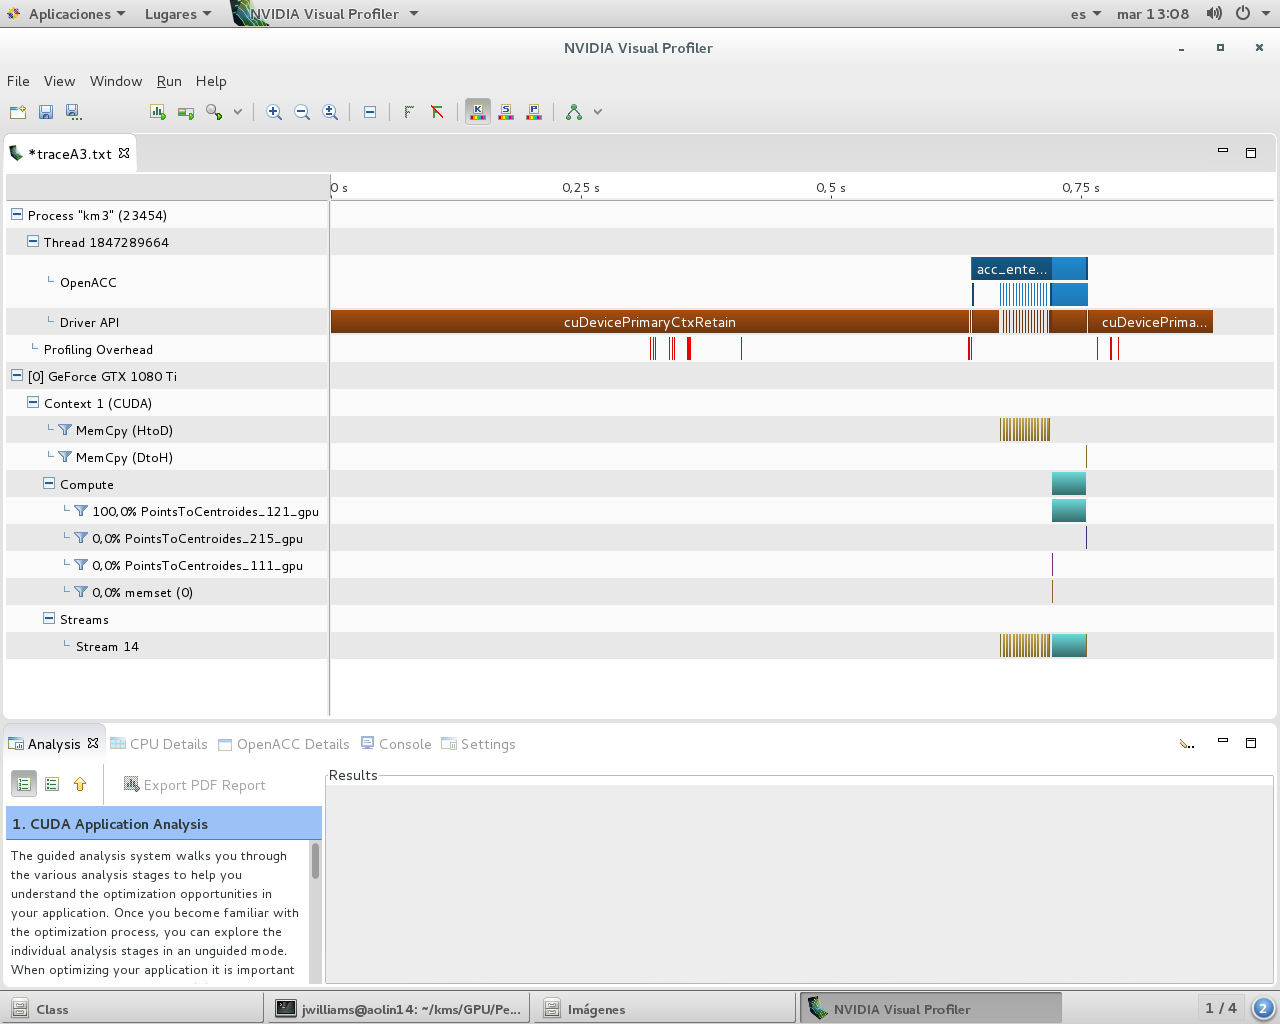 Aplicaciones Lugares NVIDIA Visual Profiler es mar 13:08
NVIDIA Visual Profiler
File View Window Run Help
F K S P
*traceA3.txt
0 s 0,25 s 0,5 s 0,75 s
Process "km3" (23454)
Thread 1847289664
acc_ente...
OpenACC
Driver API cuDevicePrimaryCtxRetain cuDevicePrima...
Profiling Overhead
[0] GeForce GTX 1080 Ti
Context 1 (CUDA)
MemCpy (HtoD)
MemCpy (DtoH)
Compute
100,0% PointsToCentroides_121_gpu
0,0% PointsToCentroides_215_gpu
0,0% PointsToCentroides_111_gpu
0,0% memset (0)
Streams
Stream 14
Analysis CPU Details OpenACC Details Console Settings
Export PDF Report
Results
1. CUDA Application Analysis
The guided analysis system walks you through
the various analysis stages to help you
understand the optimization opportunities in
your application. Once you become familiar with
the optimization process, you can explore the
individual analysis stages in an unguided mode.
When optimizing your application it is important
Class jwilliams@aolin14: ~/kms/GPU/Pe... Imágenes NVIDIA Visual Profiler 1 / 4 2